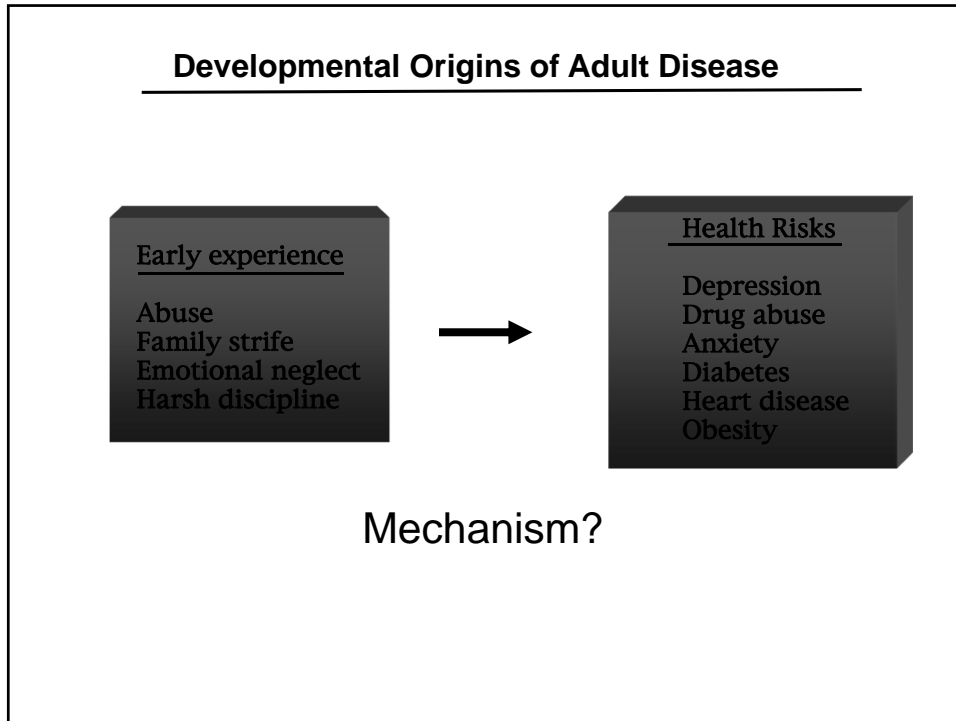 Developmental Origins of Adult Disease
Early experience
Abuse
Family strife
Emotional neglect
Harsh discipline
Health Risks
Depression
Drug abuse
Anxiety
Diabetes
Heart disease
Obesity
Mechanism?